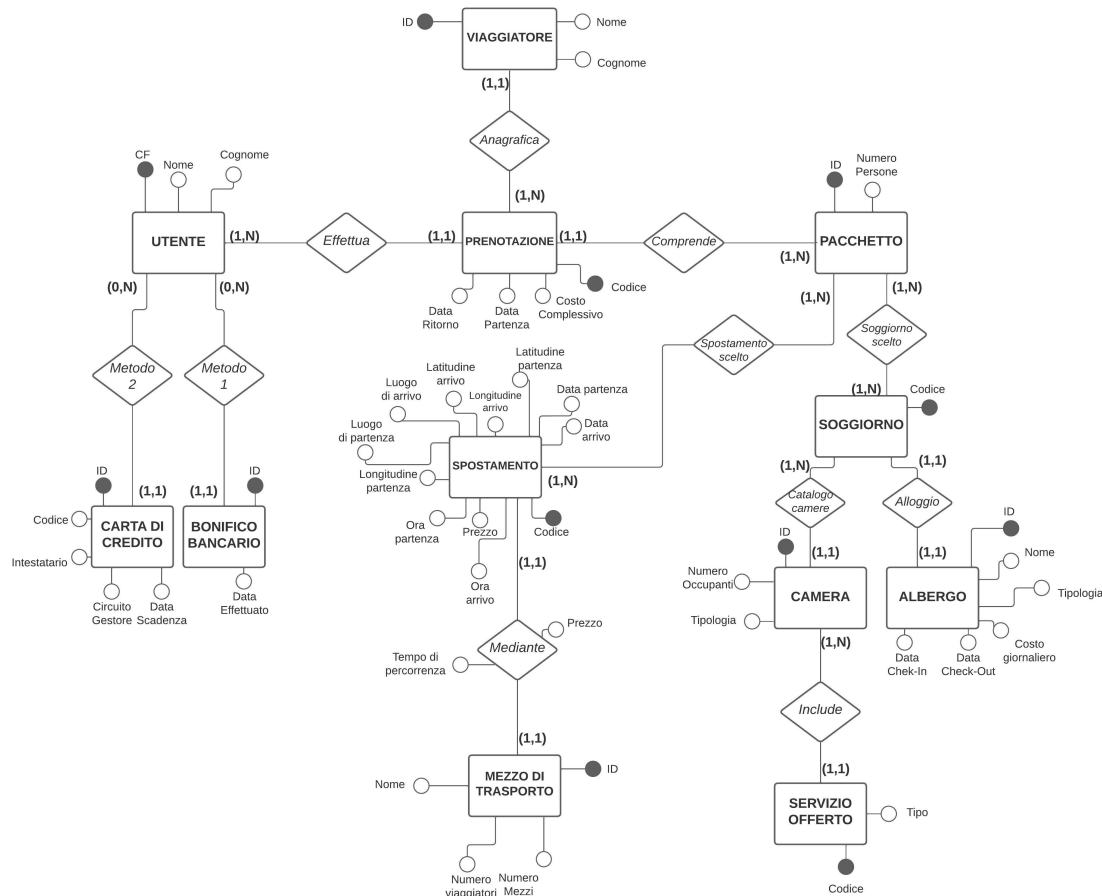 ID
VIAGGIATORE
Nome
Cognome
(1,1)
Anagrafica
(1,N)
CF
Nome
Cognome
UTENTE
(1,N)
Effettua
(1,1)
PRENOTAZIONE
(1,1)
Comprende
(1,N)
ID
Numero
Persone
PACCHETTO
(0,N)
(0,N)
Data
Ritorno
Data
Partenza
Costo
Complessivo
Codice
(1,N)
(1,N)
Metodo
2
Metodo
1
Spostamento
scelto
Soggiorno
scelto
Luogo
di partenza
Luogo
di arrivo
Latitudine
arrivo
Longitudine
arrivo
Latitudine
partenza
Data partenza
Data
arrivo
Longitudine
partenza
SPOSTAMENTO
(1,N)
Ora
partenza
Prezzo
Ora
arrivo
Codice
(1,1)
(1,N)
Codice
SOGGIORNO
(1,N)
(1,1)
Catalogo
camere
Alloggio
ID
(1,1)
(1,1)
ID
Codice
Intestatario
CARTA DI
CREDITO
BONIFICO
BANCARIO
Circuito
Gestore
Data
Scadenza
Data
Effettuato
ID
(1,1)
(1,1)
ID
Numero
Occupanti
Tipologia
CAMERA
ALBERGO
Nome
Tipologia
Costo
giornaliero
Data
Chek-In
Data
Check-Out
(1,N)
Include
(1,1)
SERVIZIO
OFFERTO
Tipo
Codice
Mediante
Prezzo
Tempo di
percorrenza
(1,1)
Nome
MEZZO DI
TRASPORTO
ID
Numero
viaggiatori
Numero
Mezzi